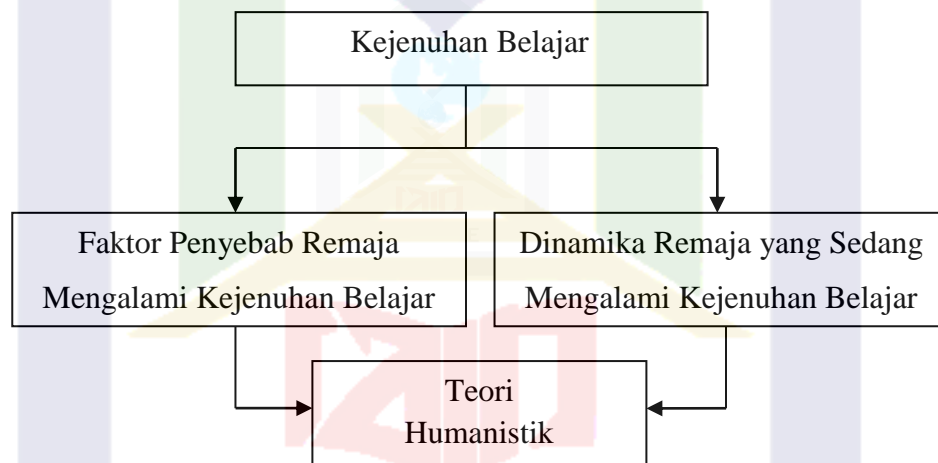 Kejenuhan Belajar
Faktor Penyebab Remaja
Mengalami Kejenuhan Belajar
Dinamika Remaja yang Sedang
Mengalami Kejenuhan Belajar
Teori
Humanistik